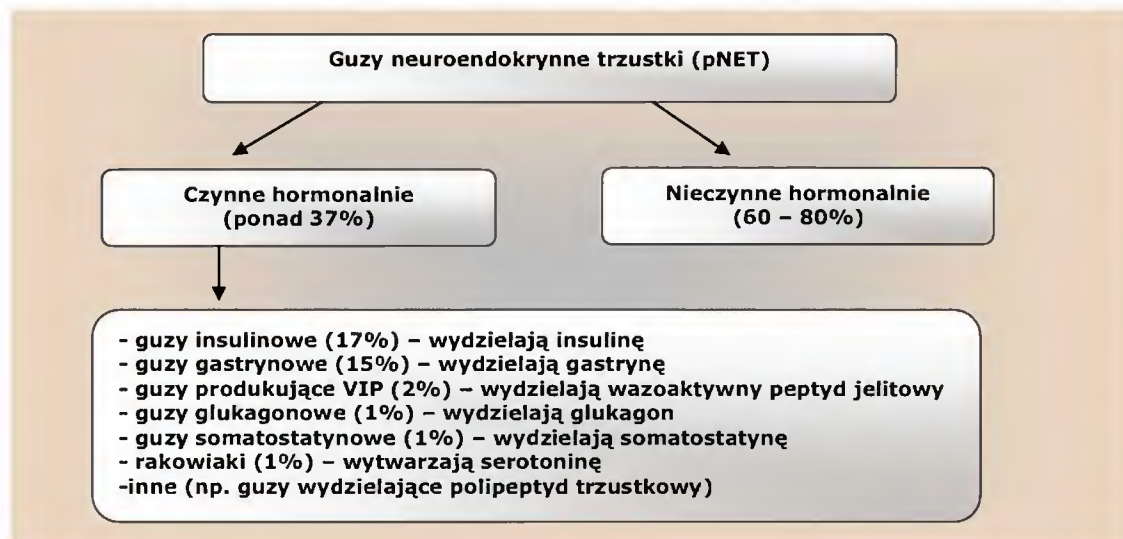 Guzy neuroendokrynne trzustki (pNET)
Czynne hormonalnie
(ponad 37%)
Nieczynne hormonalnie
(60 – 80%)
- guzy insulinowe (17%) – wydzielają insulinę
- guzy gastrynowe (15%) – wydzielają gastrynę
- guzy produkujące VIP (2%) – wydzielają wazoaktywny peptyd jelitowy
- guzy glukagonowe (1%) – wydzielają glukagon
- guzy somatostatynowe (1%) – wydzielają somatostatynę
- rakowiaki (1%) – wytwarzają serotoninę
-inne (np. guzy wydzielające polipeptyd trzustkowy)